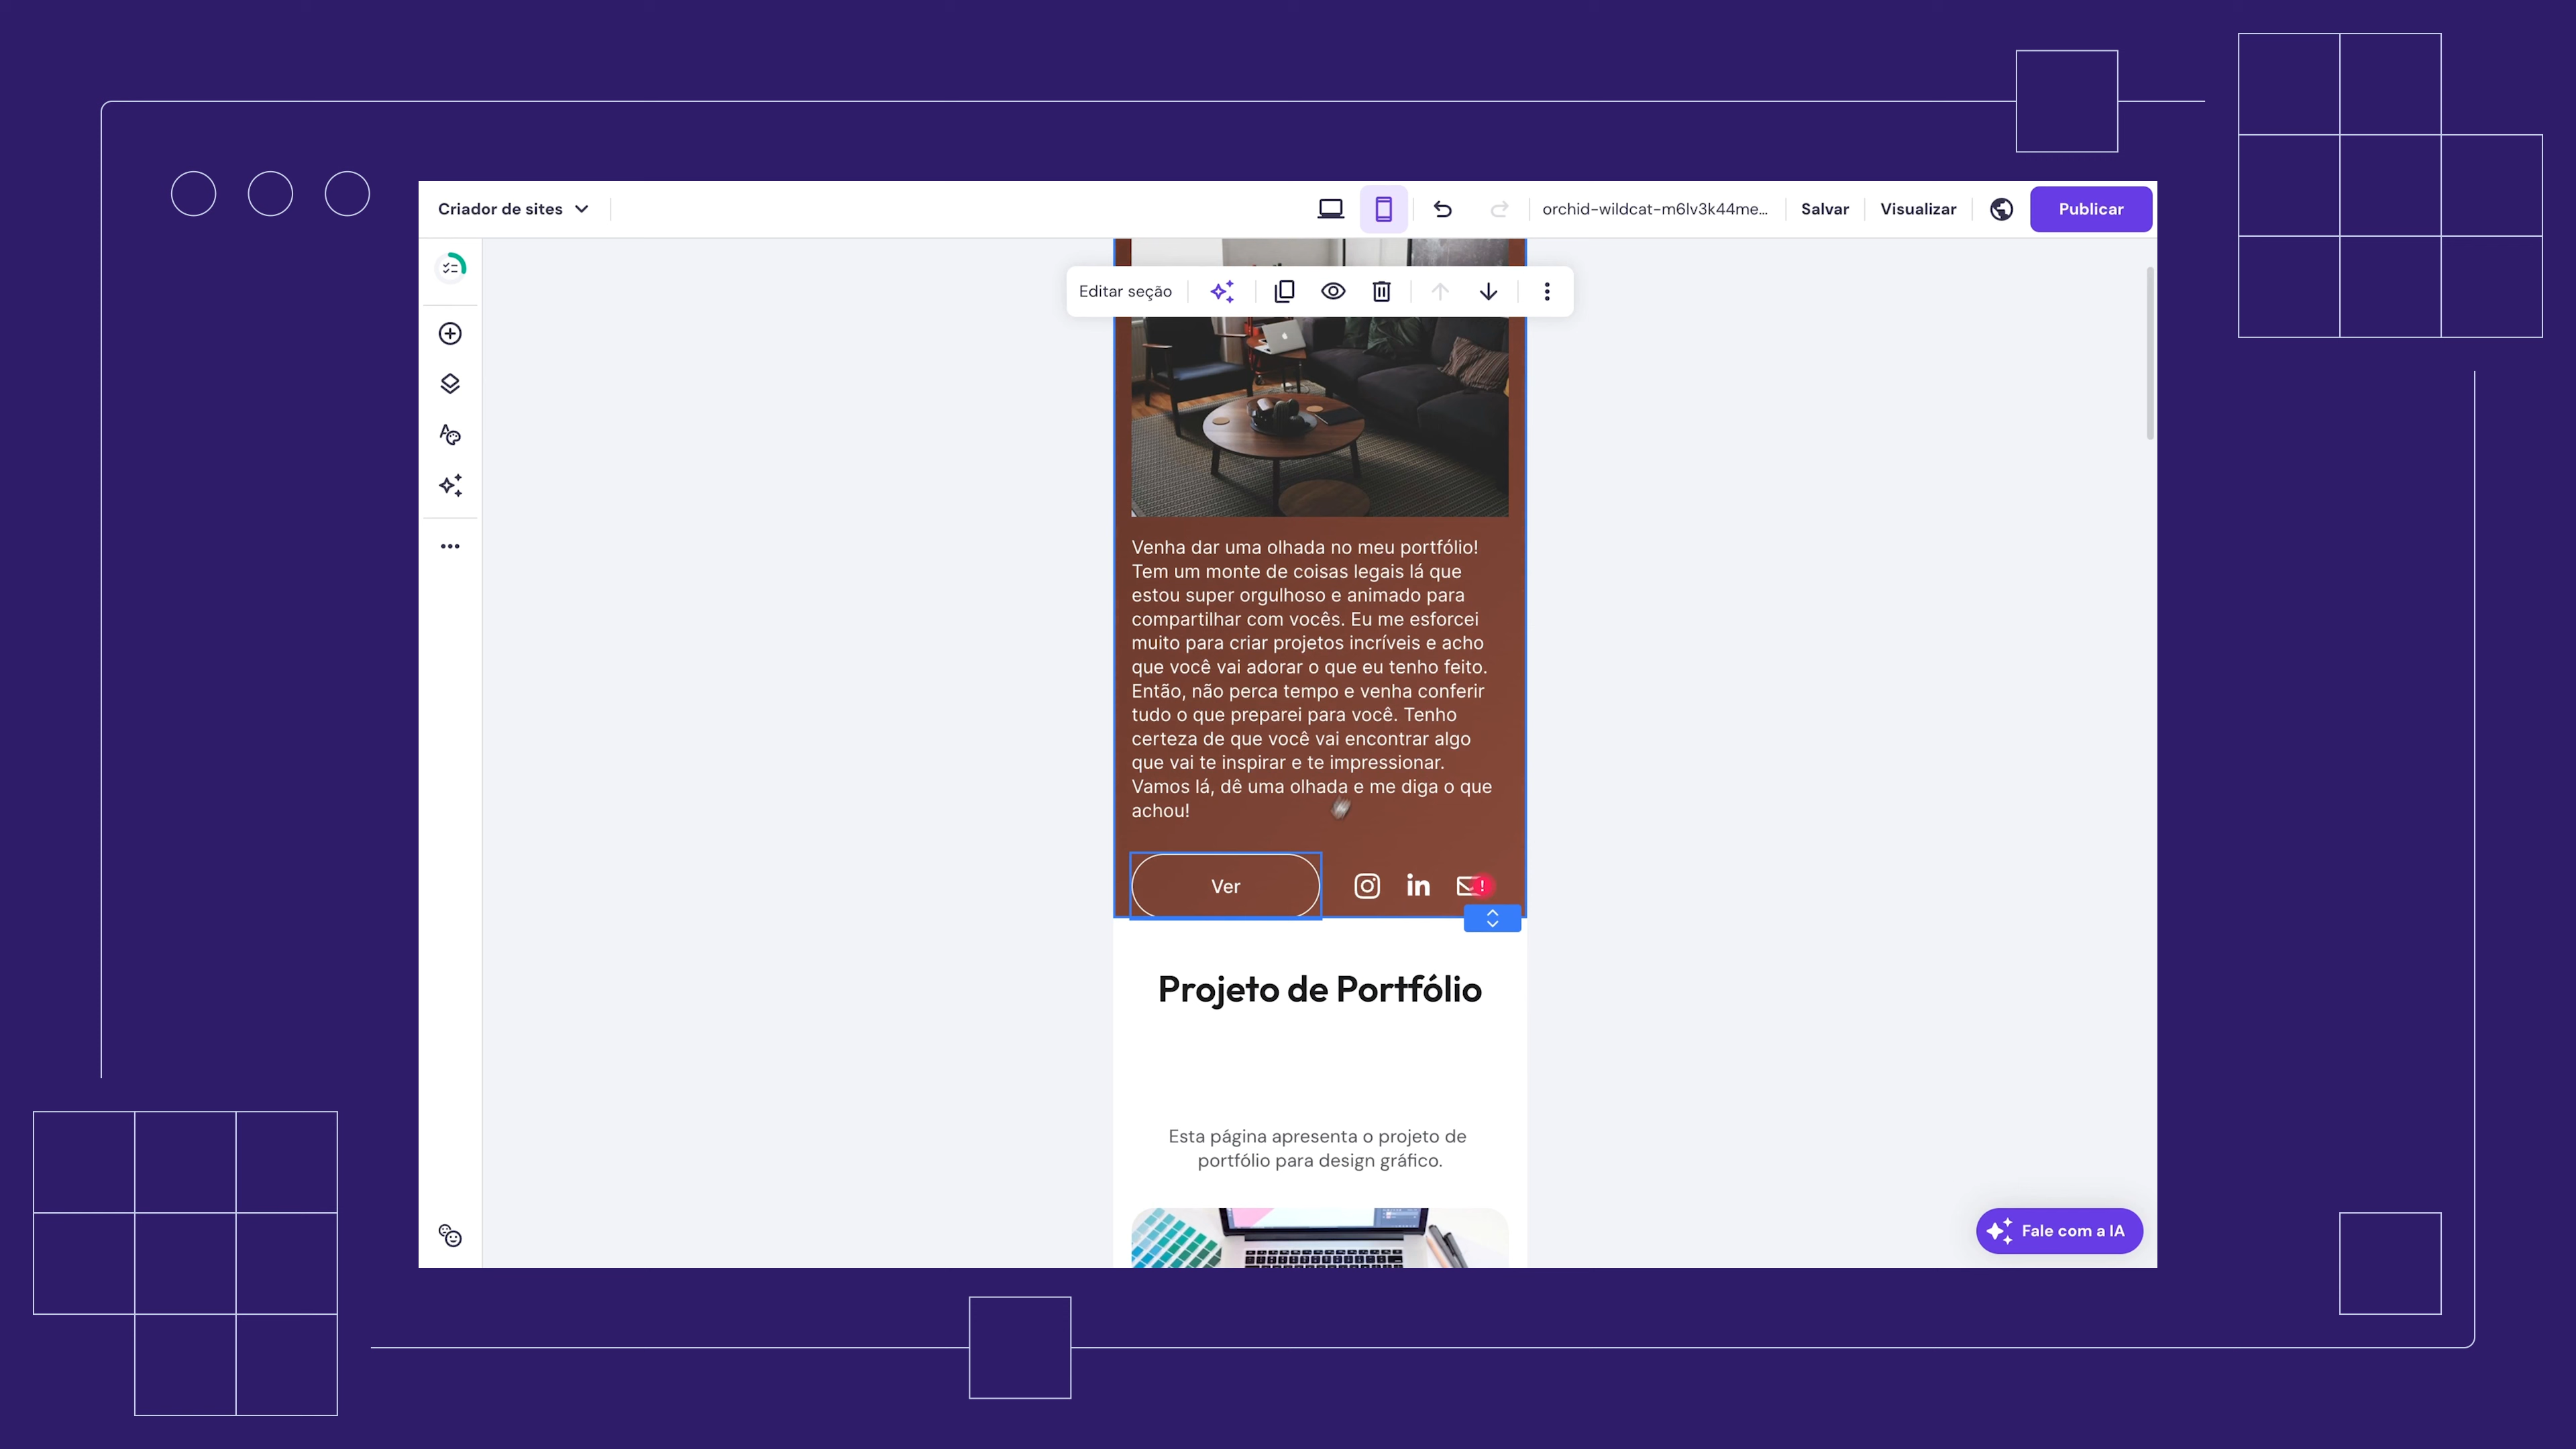 Criador de sites
orchid-wildcat-m6lv3k44me...
Salvar
Visualizar
Publicar
Editar seção
Venha dar uma olhada no meu portfólio!
Tem um monte de coisas legais lá que
estou super orgulhoso e animado para
compartilhar com vocês. Eu me esforcei
muito para criar projetos incríveis e acho
que você vai adorar o que eu tenho feito.
Então, não perca tempo e venha conferir
tudo o que preparei para você. Tenho
certeza de que você vai encontrar algo
que vai te inspirar e te impressionar.
Vamos lá, dê uma olhada e me diga o que
achou!
Ver
in
!
Projeto de Portfólio
Esta página apresenta o projeto de
portfólio para design gráfico.
Fale com a IA